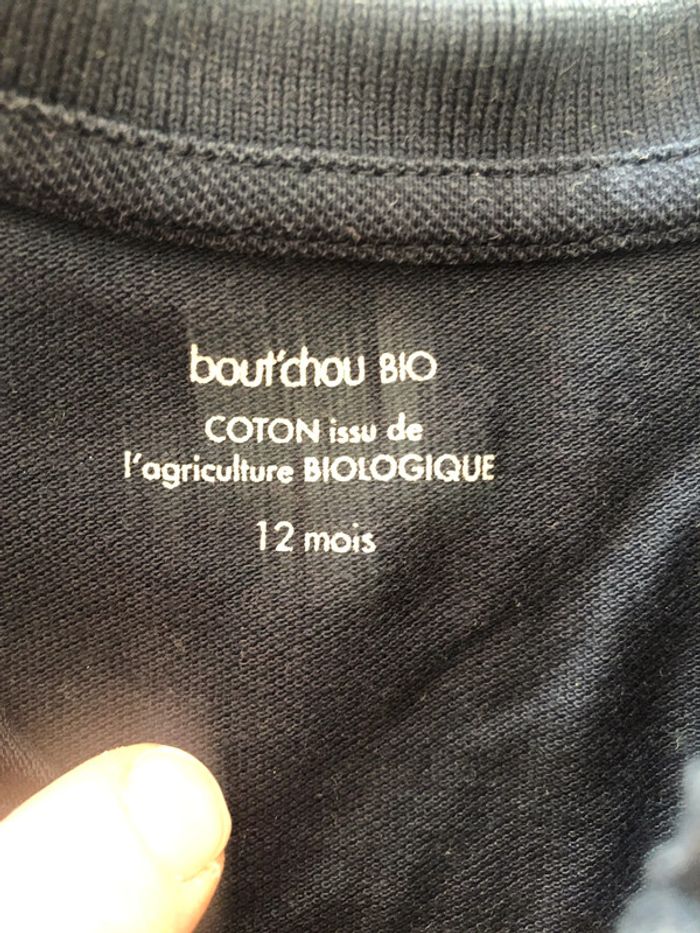 bout'chou BIO
COTON issu de
l'agriculture BIOLOGIQUE
12 mois